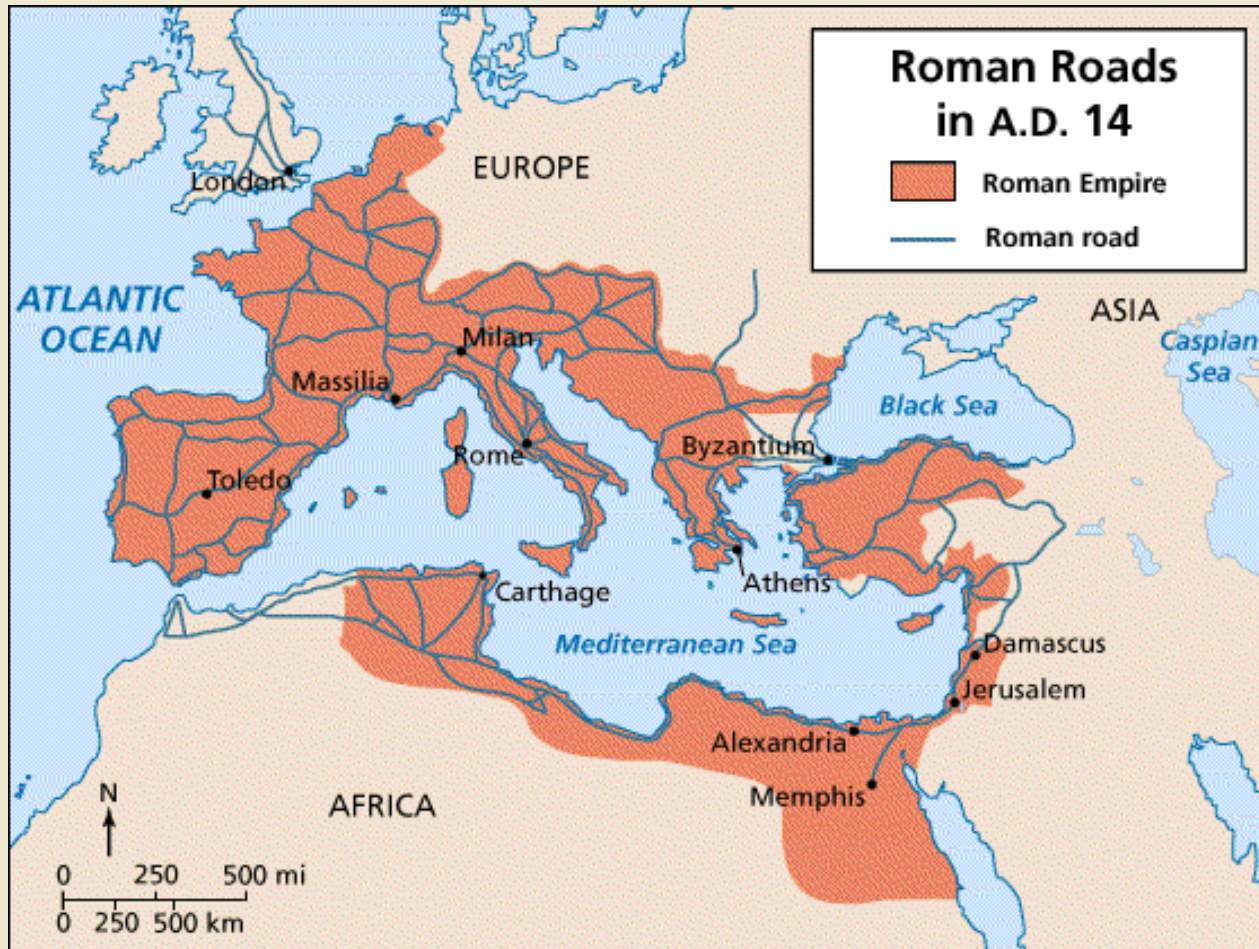 Roman Roads
in A.D. 14
Roman Empire
Roman road
EUROPE
London
ATLANTIC
OCEAN
ASIA
Caspian
Sea
Milan
Massilia
Black Sea
Byzantium
Rome
Toledo
Carthage
Athens
Mediterranean Sea
Damascus
Jerusalem
Alexandria
Memphis
AFRICA
N
0 250 500 mi
0 250 500 km